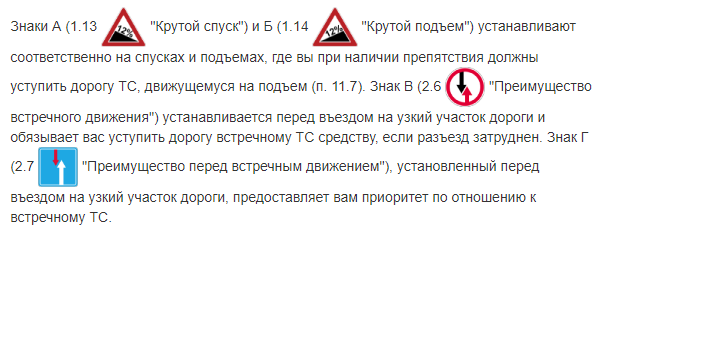 Знаки А (1.13 12% "Крутой спуск") и Б (1.14 12% "Крутой подъем") устанавливают
соответственно на спусках и подъемах, где вы при наличии препятствия должны
уступить дорогу ТС, движущемуся на подъем (п. 11.7). Знак В (2.6 "Преимущество
встречного движения") устанавливается перед въездом на узкий участок дороги и
обязывает вас уступить дорогу встречному ТС средству, если разъезд затруднен. Знак Г
(2.7 "Преимущество перед встречным движением"), установленный перед
въездом на узкий участок дороги, предоставляет вам приоритет по отношению к
встречному ТС.